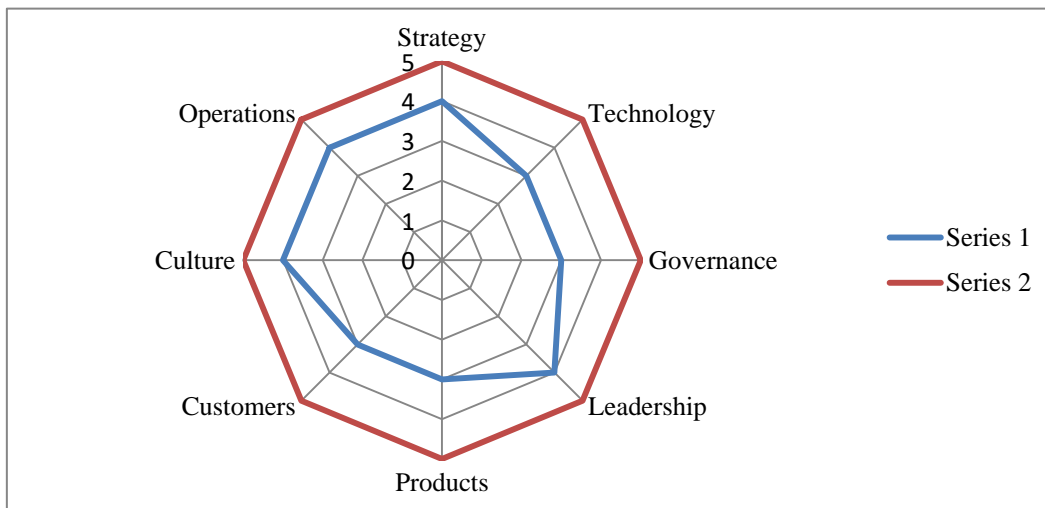 Strategy
5
Operations
4
Technology
3
2
1
Culture
0
Governance
Series 1
Series 2
Customers
Leadership
Products